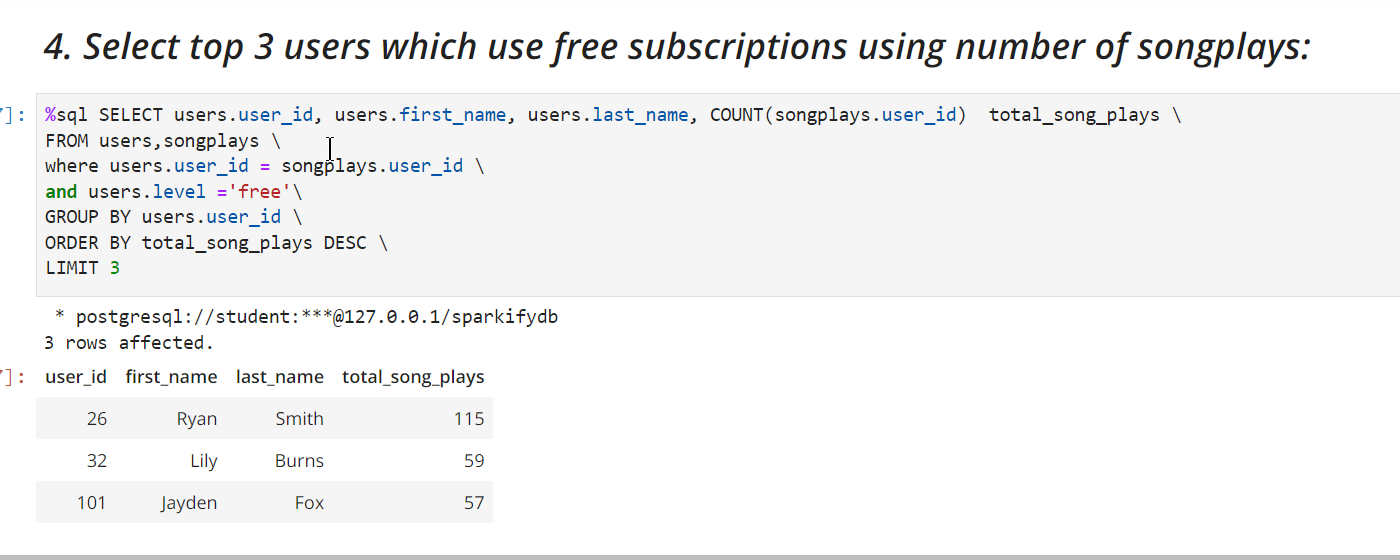 4. Select top 3 users which use free subscriptions using number of songplays:
]: %sql SELECT users.user_id, users.first_name, users.last_name, COUNT(songplays.user_id)  total_song_plays \
FROM users,songplays \
where users.user_id = songplays.user_id \
and users.level ='free'\
GROUP BY users.user_id \
ORDER BY total_song_plays DESC \
LIMIT 3
* postgresql://student:***@127.0.0.1/sparkifydb
3 rows affected.
]: user_id first_name last_name total_song_plays
26 Ryan Smith 115
32 Lily Burns 59
101 Jayden Fox 57